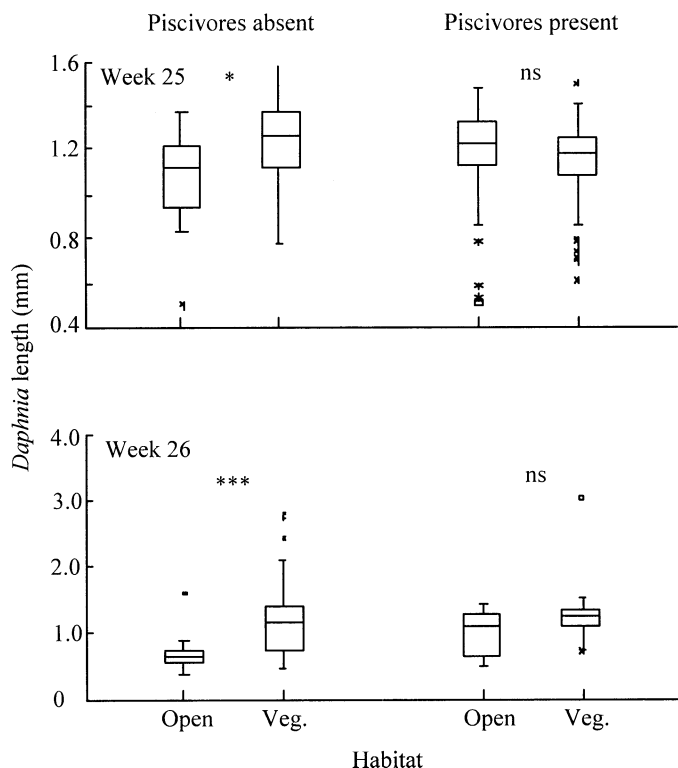 Piscivores absent
Piscivores present
1.6
Week 25
*
ns
1.2
0.8
0.4
Daphnia length (mm)
4.0
Week 26
***
ns
3.0
2.0
1.0
0
Open
Veg.
Open
Veg.
Habitat